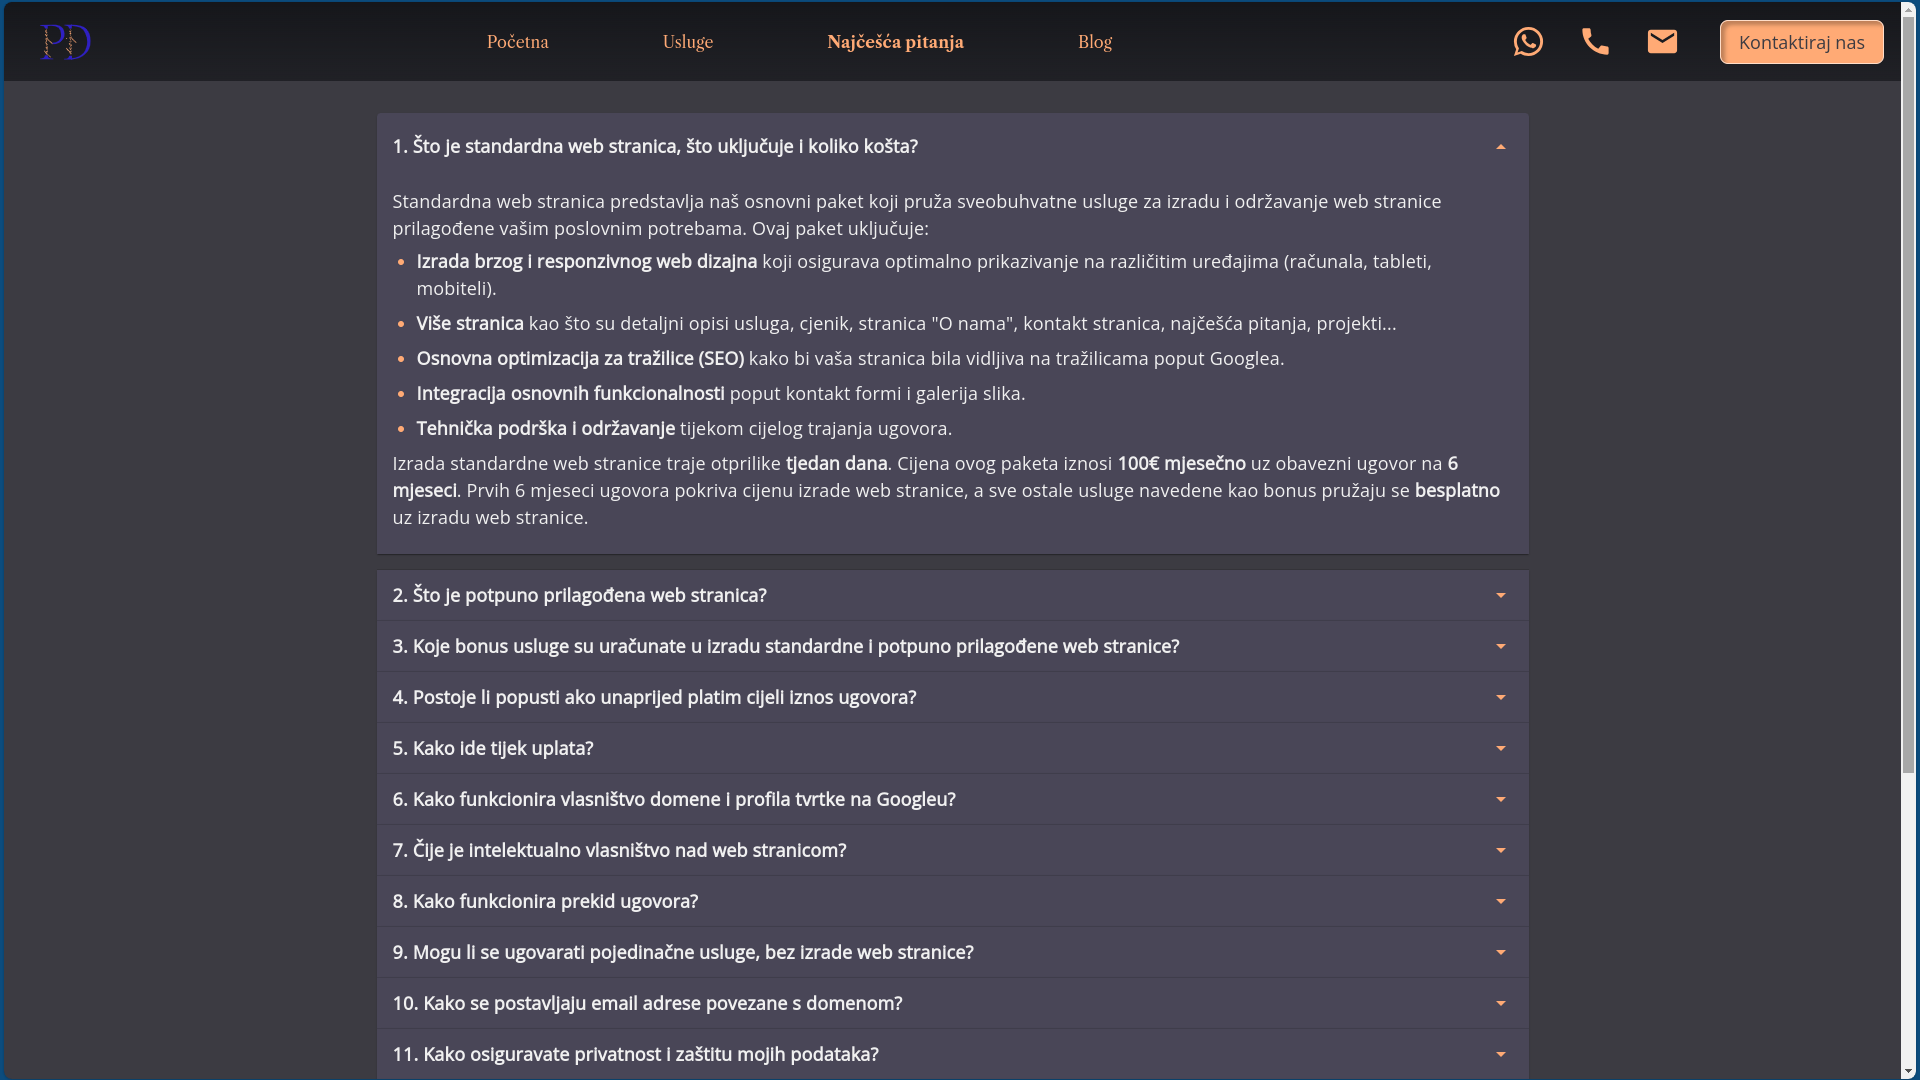 PD
Početna
Usluge
Najčešća pitanja
Blog
Kontaktiraj nas
1. Što je standardna web stranica, što uključuje i koliko košta?
Standardna web stranica predstavlja naš osnovni paket koji pruža sveobuhvatne usluge za izradu i održavanje web stranice
prilagođene vašim poslovnim potrebama. Ovaj paket uključuje:
Izrada brzog i responzivnog web dizajna koji osigurava optimalno prikazivanje na različitim uređajima (računala, tableti,
mobiteli).
Više stranica kao što su detaljni opisi usluga, cjenik, stranica "O nama", kontakt stranica, najčešća pitanja, projekti...
Osnovna optimizacija za tražilice (SEO) kako bi vaša stranica bila vidljiva na tražilicama poput Googlea.
Integracija osnovnih funkcionalnosti poput kontakt formi i galerija slika.
Tehnička podrška i održavanje tijekom cijelog trajanja ugovora.
Izrada standardne web stranice traje otprilike tjedan dana. Cijena ovog paketa iznosi 100€ mjesečno uz obavezni ugovor na 6
mjeseci. Prvih 6 mjeseci ugovora pokriva cijenu izrade web stranice, a sve ostale usluge navedene kao bonus pružaju se besplatno
uz izradu web stranice.
2. Što je potpuno prilagođena web stranica?
3. Koje bonus usluge su uračunate u izradu standardne i potpuno prilagođene web stranice?
4. Postoje li popusti ako unaprijed platim cijeli iznos ugovora?
5. Kako ide tijek uplata?
6. Kako funkcionira vlasništvo domene i profila tvrtke na Googleu?
7. Čije je intelektualno vlasništvo nad web stranicom?
8. Kako funkcionira prekid ugovora?
9. Mogu li se ugovarati pojedinačne usluge, bez izrade web stranice?
10. Kako se postavljaju email adrese povezane s domenom?
11. Kako osiguravate privatnost i zaštitu mojih podataka?